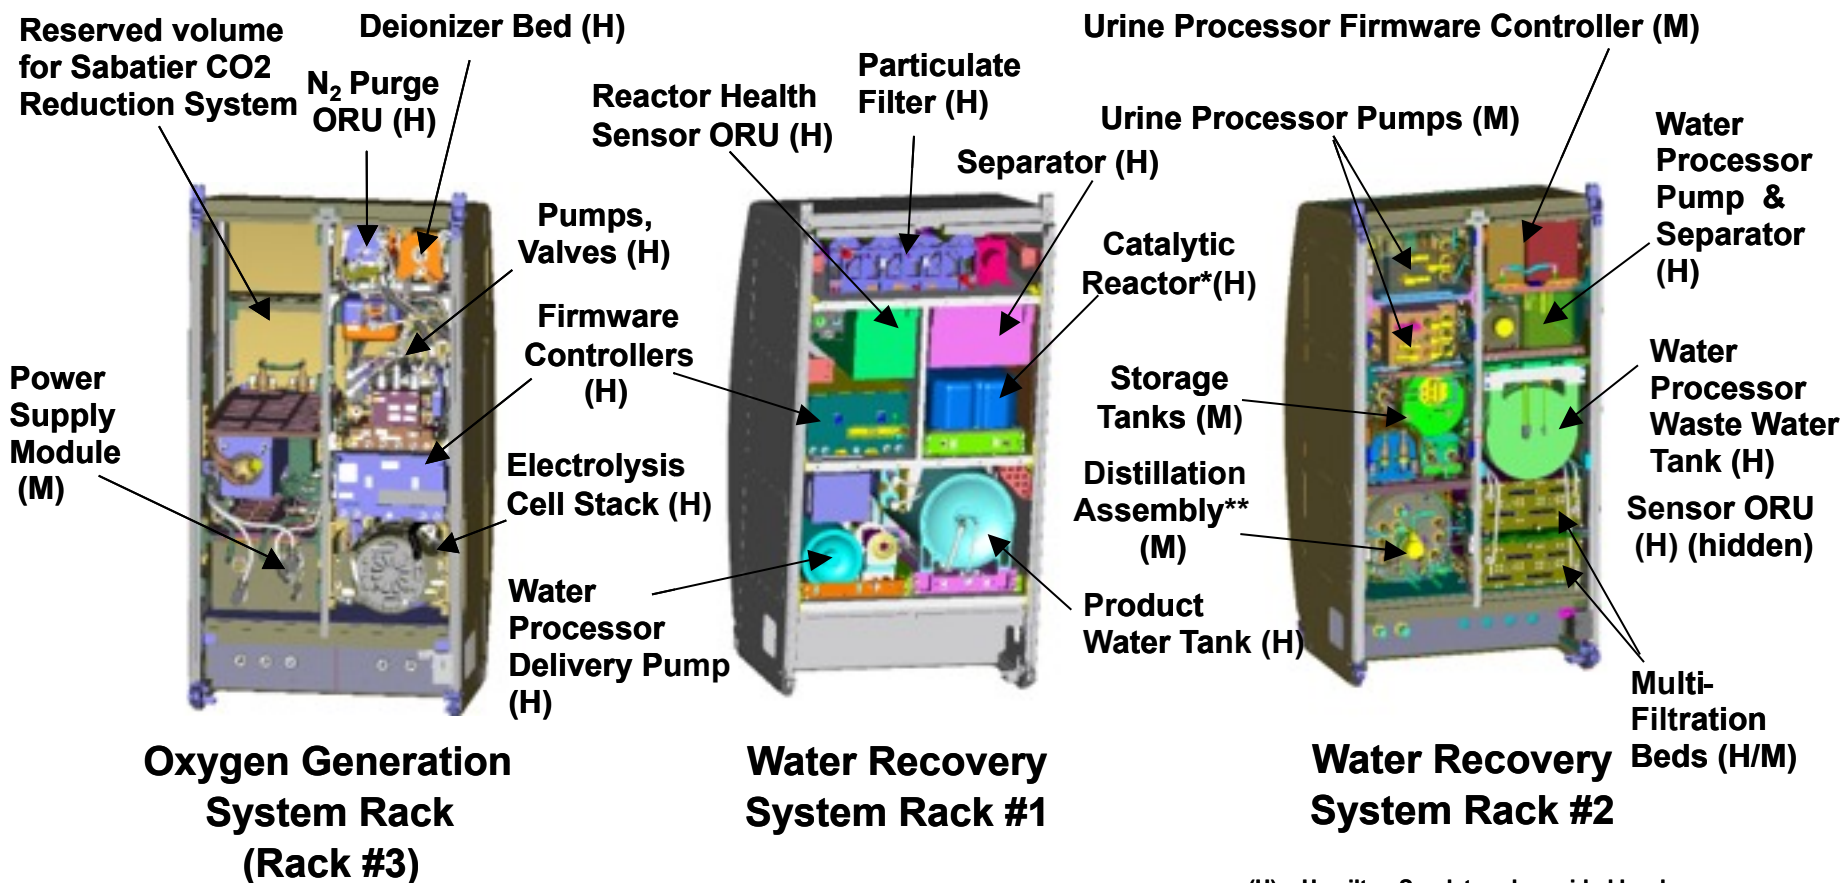 Reserved volume
for Sabatier CO2
Reduction System
Deionizer Bed (H)
N2 Purge
ORU (H)
Pumps,
Valves (H)
Firmware
Controllers
(H)
Power
Supply
Module
(M)
Electrolysis
Cell Stack (H)
Oxygen Generation
System Rack
(Rack #3)
Reactor Health
Sensor ORU (H)
Particulate
Filter (H)
Separator (H)
Catalytic
Reactor*(H)
Water
Processor
Delivery Pump
(H)
Product
Water Tank (H)
Water Recovery
System Rack #1
Urine Processor Firmware Controller (M)
Urine Processor Pumps (M)
Water
Processor
Pump &
Separator
(H)
Storage
Tanks (M)
Water
Processor
Waste Water
Tank (H)
Distillation
Assembly**
(M)
Sensor ORU
(H) (hidden)
Multi-
Filtration
Beds (H/M)
Water Recovery
System Rack #2